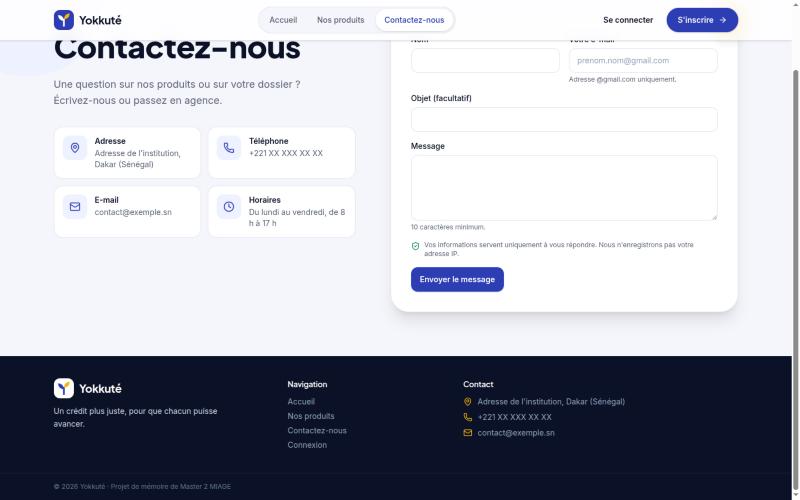 Yokkuté
Accueil
Nos produits
Contactez-nous
Se connecter
S'inscrire
Contactez-nous
Une question sur nos produits ou sur votre dossier ?
Écrivez-nous ou passez en agence.
Adresse
Adresse de l'institution,
Dakar (Sénégal)
Téléphone
+221 XX XXX XX XX
E-mail
contact@exemple.sn
Horaires
Du lundi au vendredi, de 8
h à 17 h
Nom
Votre e-mail
prenom.nom@gmail.com
Adresse @gmail.com uniquement.
Objet (facultatif)
Message
10 caractères minimum.
Vos informations servent uniquement à vous répondre. Nous n'enregistrons pas votre
adresse IP.
Envoyer le message
Yokkuté
Un crédit plus juste, pour que chacun puisse
avancer.
Navigation
Accueil
Nos produits
Contactez-nous
Connexion
Contact
Adresse de l'institution, Dakar (Sénégal)
+221 XX XXX XX XX
contact@exemple.sn
© 2026 Yokkuté · Projet de mémoire de Master 2 MIAGE